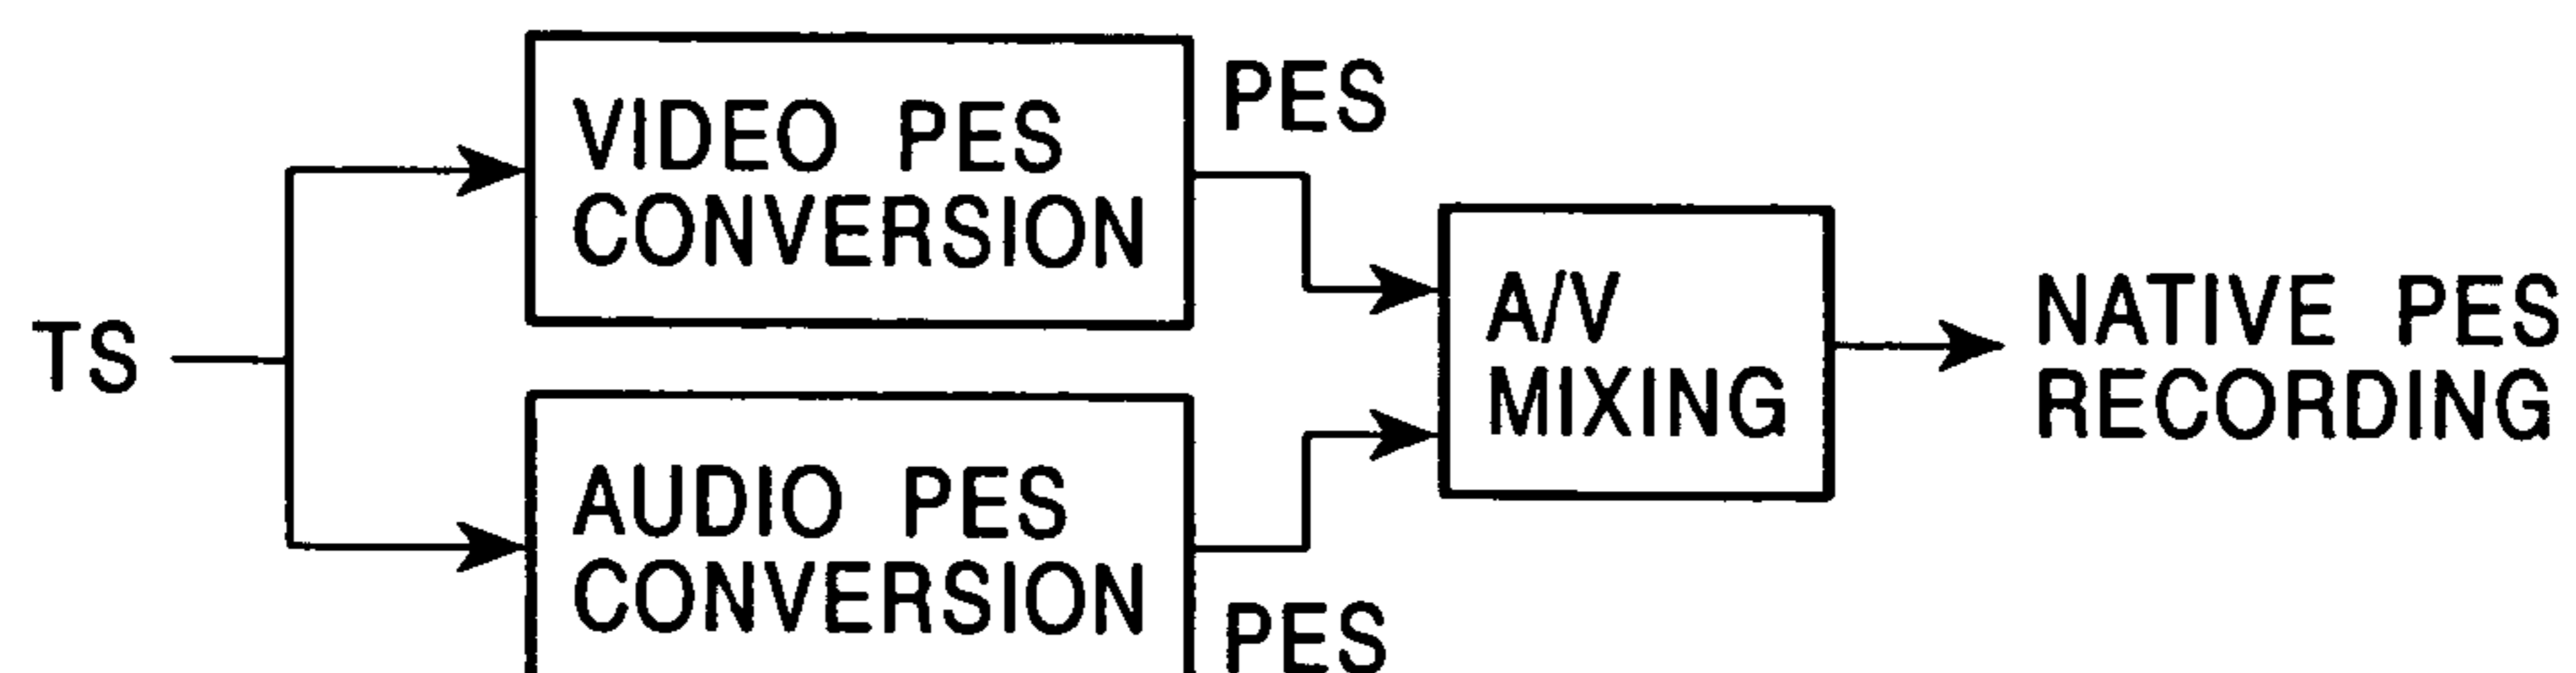 TS
VIDEO PES
CONVERSION
PES
AUDIO PES
CONVERSION
PES
A/V
MIXING
NATIVE PES
RECORDING